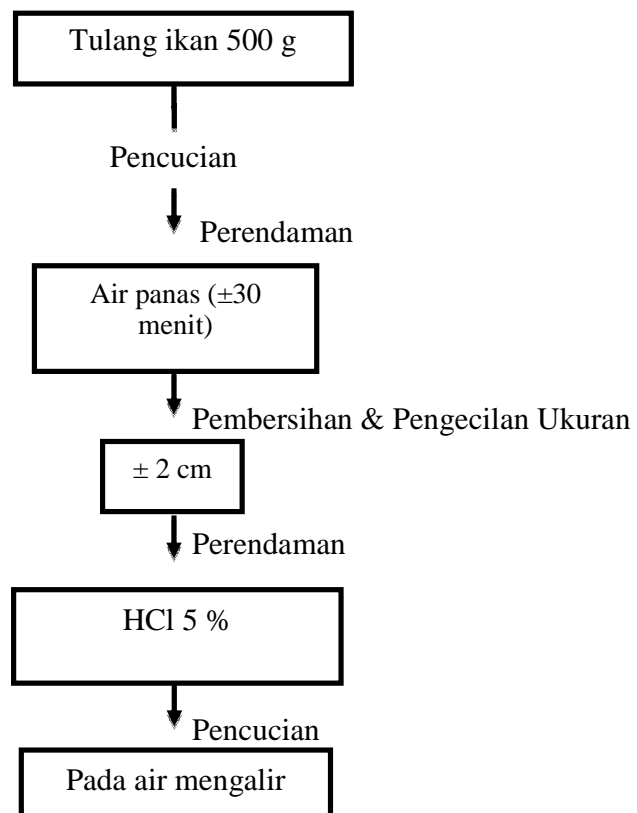 Tulang ikan 500 g
Pencucian
Perendaman
Air panas (±30
menit)
Pembersihan & Pengecilan Ukuran
± 2 cm
Perendaman
HCl 5 %
Pencucian
Pada air mengalir